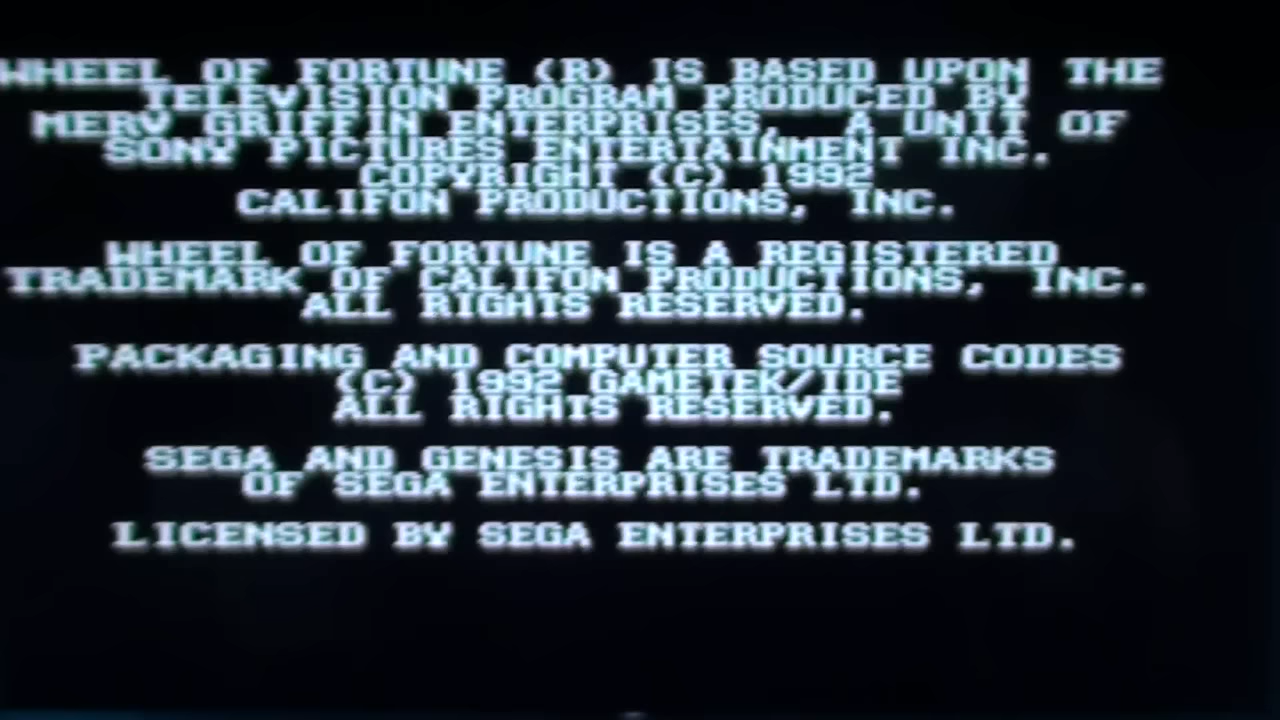 WHEEL OF FORTUNE (R) IS BASED UPON THE
TELEVISION PROGRAM PRODUCED BY
MERV GRIFFIN ENTERPRISES, A UNIT OF
SONY PICTURES ENTERTAINMENT INC.
COPYRIGHT (C) 1992
CALIFON PRODUCTIONS, INC.
WHEEL OF FORTUNE IS A REGISTERED
TRADEMARK OF CALIFON PRODUCTIONS, INC.
ALL RIGHTS RESERVED.
PACKAGING AND COMPUTER SOURCE CODES
(C) 1992 GAMETEK/IDE
ALL RIGHTS RESERVED.
SEGA AND GENESIS ARE TRADEMARKS
OF SEGA ENTERPRISES LTD.
LICENSED BY SEGA ENTERPRISES LTD.